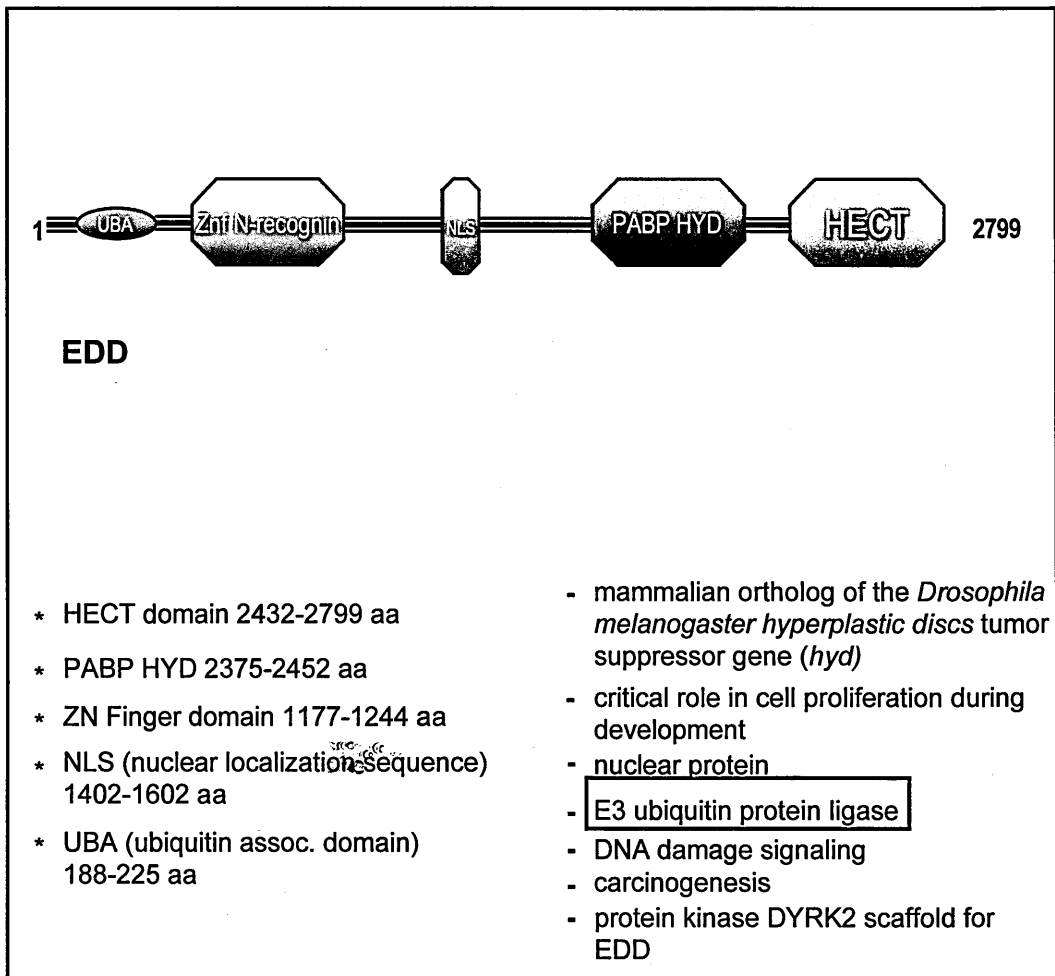 1
UBA
Znf N-recognin
NLS
PABP HYD
HECT
2799
EDD
* HECT domain 2432-2799 aa
* PABP HYD 2375-2452 aa
* ZN Finger domain 1177-1244 aa
* NLS (nuclear localization sequence)
1402-1602 aa
* UBA (ubiquitin assoc. domain)
188-225 aa
- mammalian ortholog of the Drosophila
melanogaster hyperplastic discs tumor
suppressor gene (hyd)
- critical role in cell proliferation during
development
- nuclear protein
- E3 ubiquitin protein ligase
- DNA damage signaling
- carcinogenesis
- protein kinase DYRK2 scaffold for
EDD